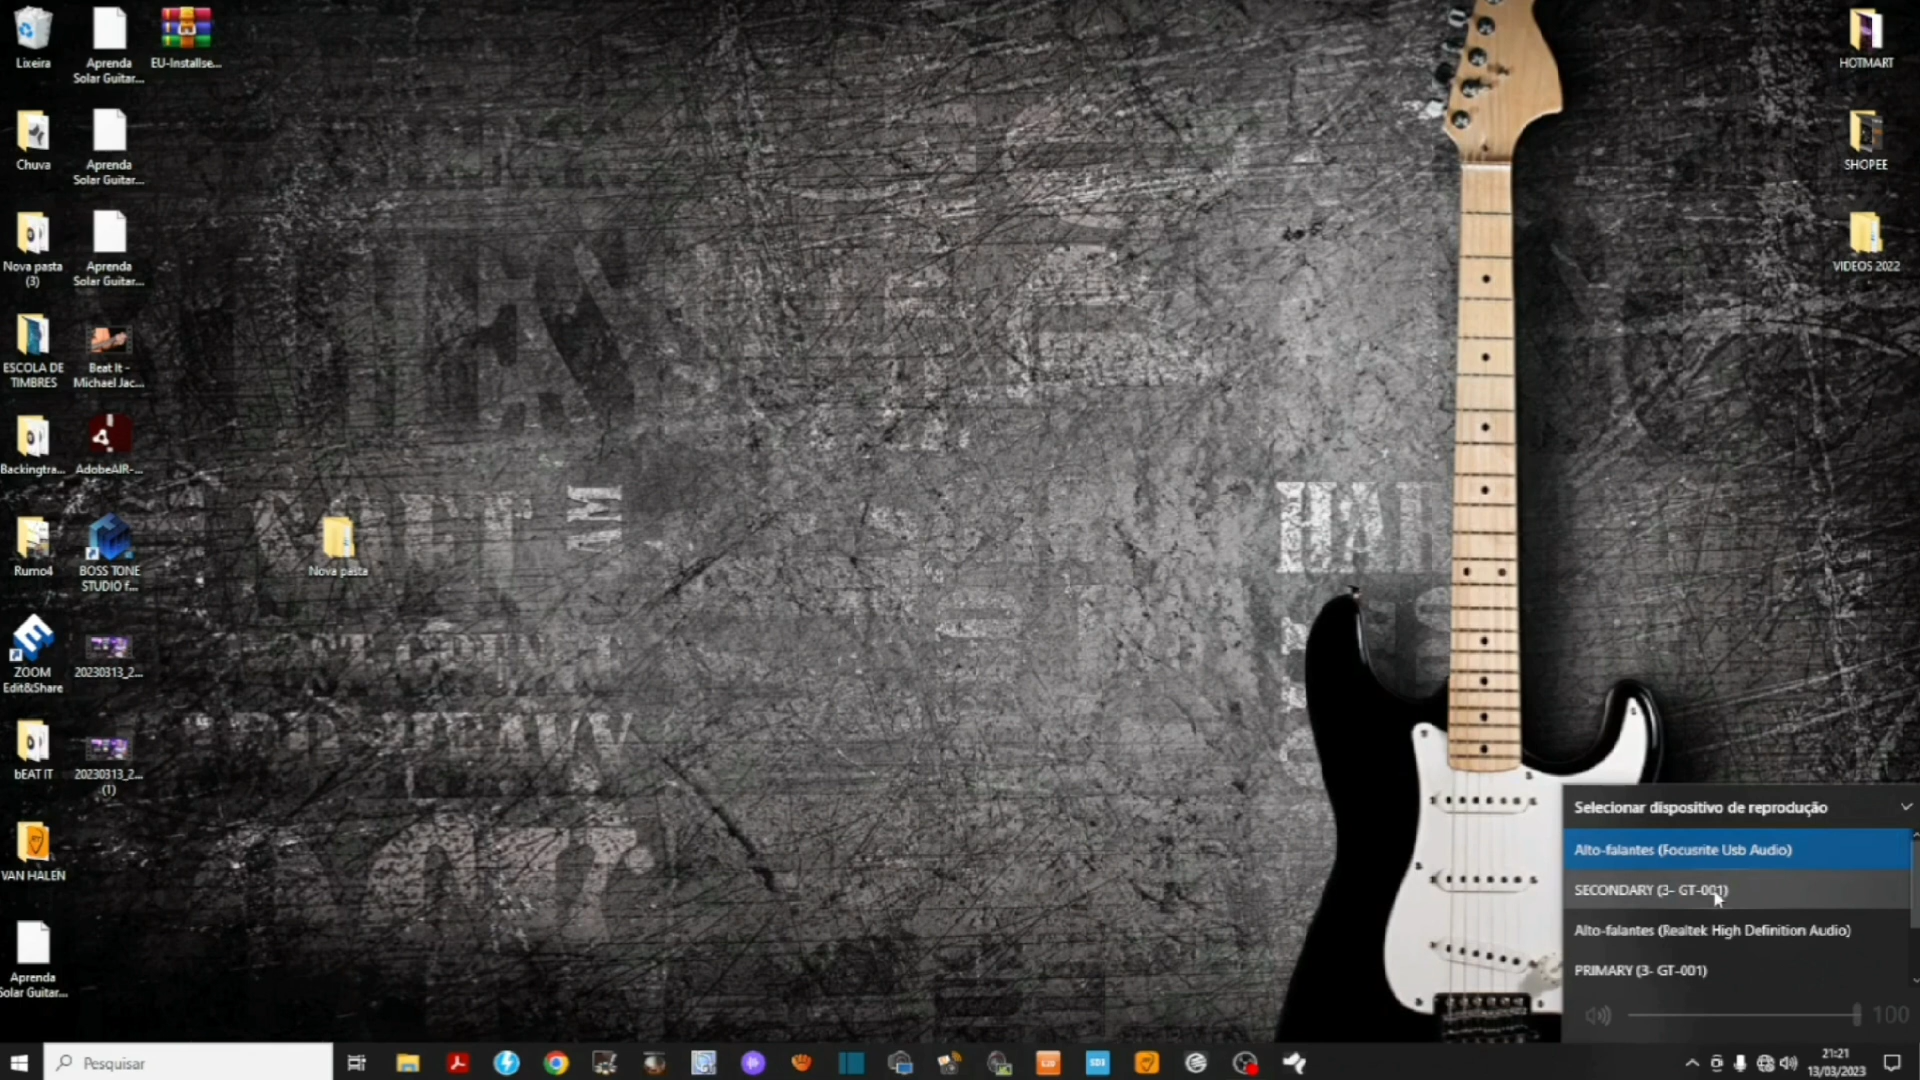 Lixeira
Aprenda
Solar Guitar...
EU-Installse...
Chuva
Aprenda
Solar Guitar...
Nova pasta
(3)
Aprenda
Solar Guitar...
ESCOLA DE
TIMBRES
Beat It -
Michael Jac...
Backingtra...
AdobeAIR-...
Rumo4
BOSS TONE
STUDIO f...
Nova pasta
ZOOM
Edit&Share
20230313_2...
bEAT IT
20230313_2...
(1)
VAN HALEN
Aprenda
Solar Guitar...
HOTMART
SHOPEE
VIDEOS 2022
HAR
HEAVY
Selecionar dispositivo de reprodução
Alto-falantes (Focusrite Usb Audio)
SECONDARY (3- GT-001)
Alto-falantes (Realtek High Definition Audio)
PRIMARY (3- GT-001)
100
Pesquisar
SDI
21:21
13/03/2023